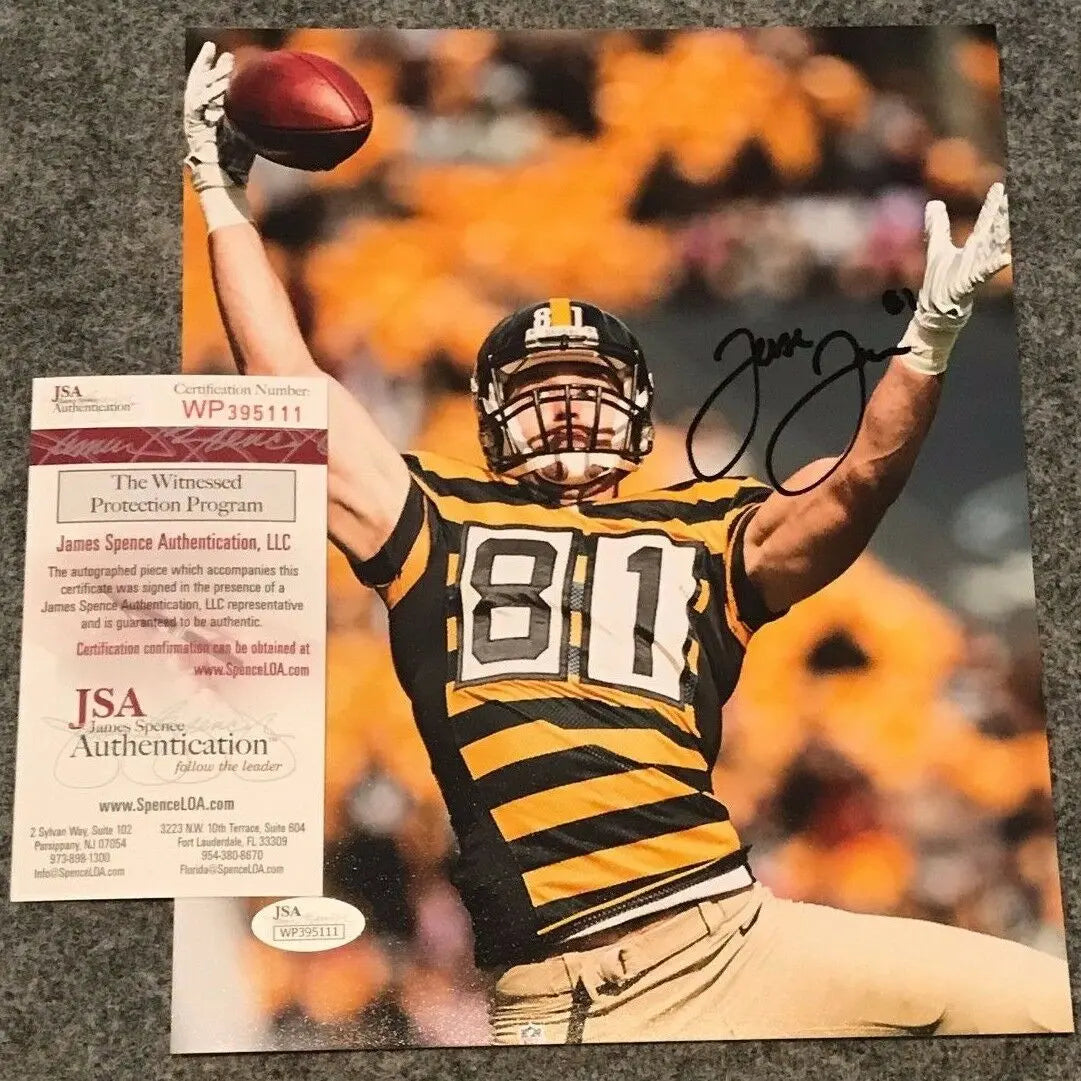 JSA
Authentication
Certification Number:
WP395111
The Witnessed
Protection Program
James Spence Authentication, LLC
The autographed piece which accompanies this
certificate was signed in the presence of a
James Spence Authentication, LLC representative
and is guaranteed to be authentic.
Certification confirmation can be obtained at
www.SpenceLOA.com
JSA
James Spence
Authentication
follow the leader
www.SpenceLOA.com
2 Sylvan Way, Suite 102
Parsippany, NJ 07054
973-898-1300
Info@SpenceLOA.com
3223 N.W. 10th Terrace, Suite 604
Fort Lauderdale, FL 33309
954-380-8670
Florida@SpenceLOA.com
JSA
WP395111
81
Jesse
81
81